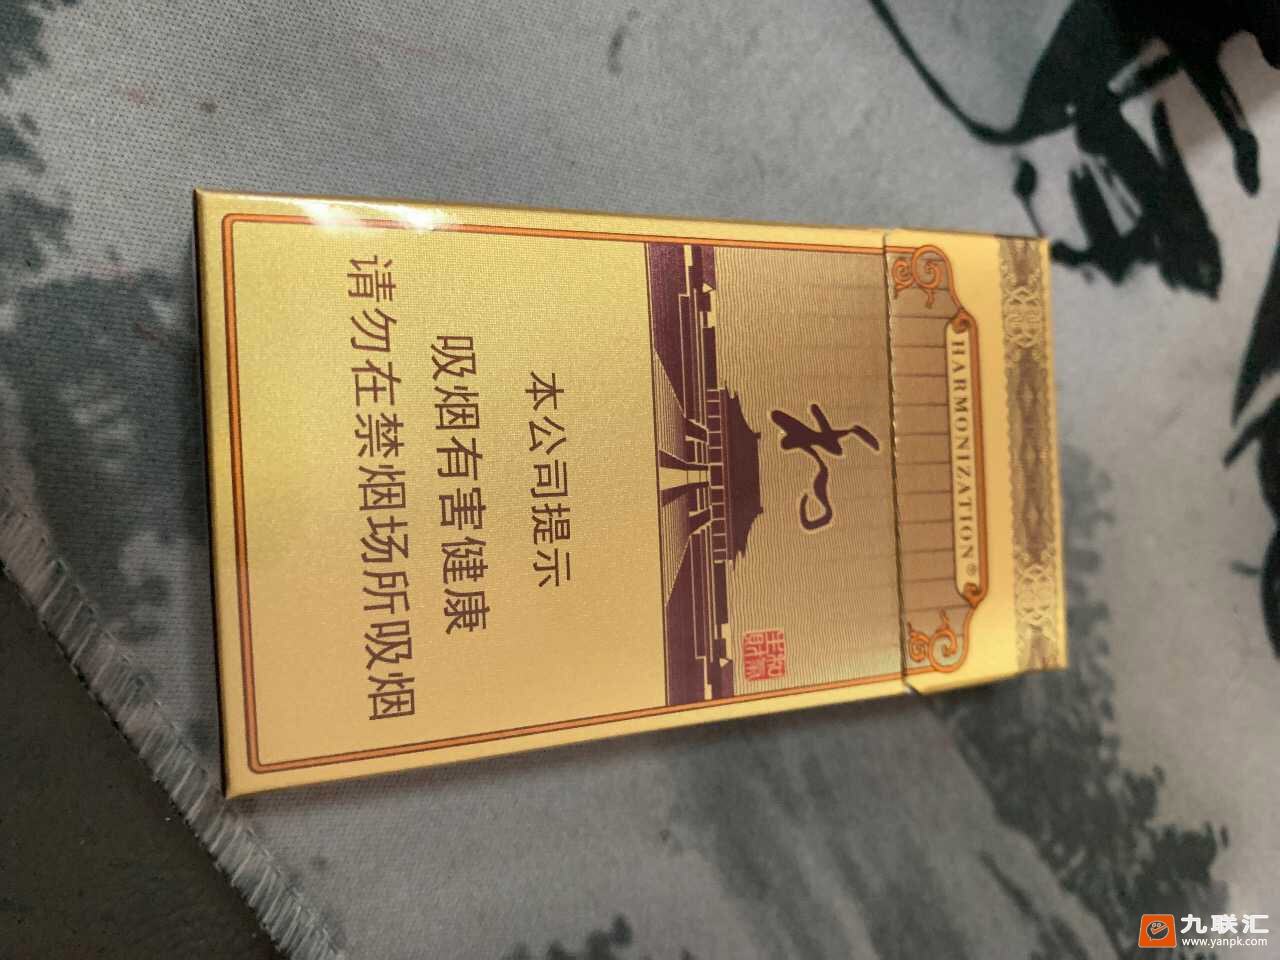 HARMONIZATION®
和
本公司提示
吸烟有害健康
请勿在禁烟场所吸烟
九联汇
www.yanpk.com